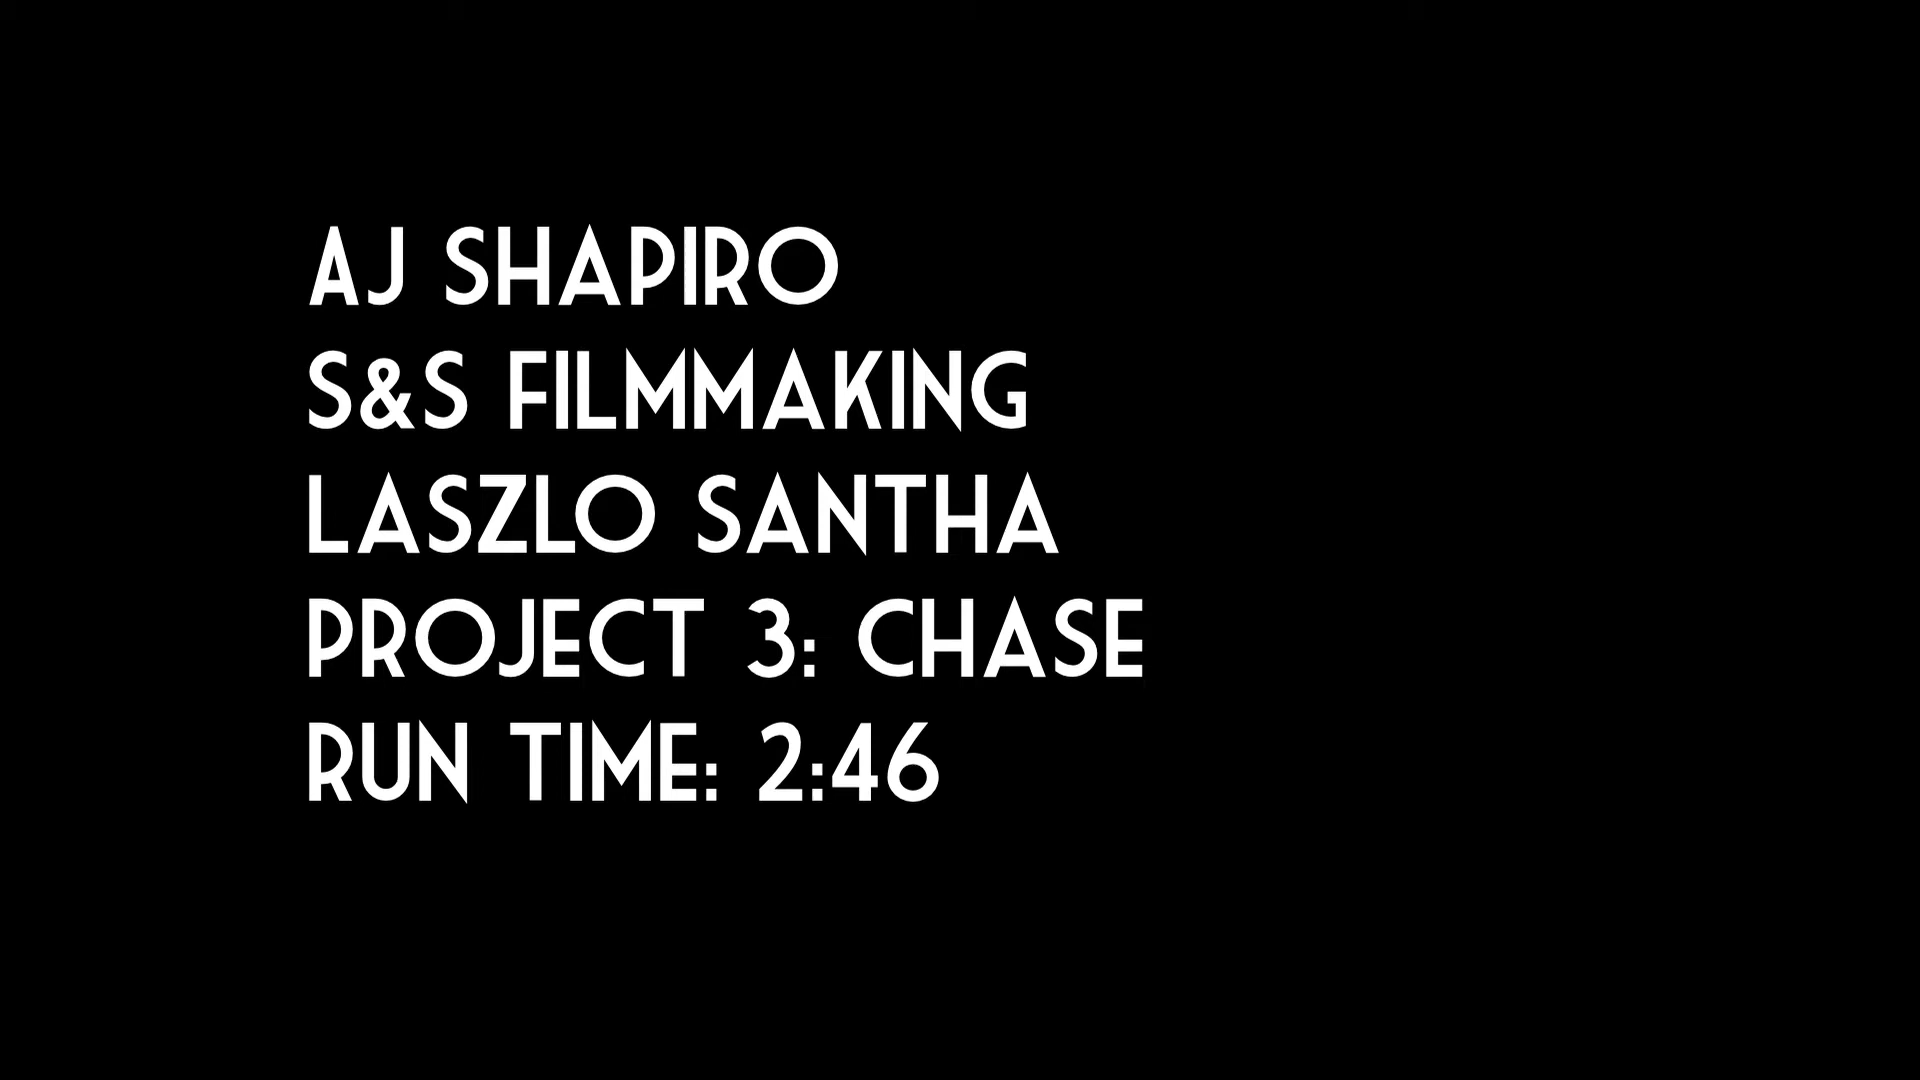 AJ SHAPIRO
S&S FILMMAKING
LASZLO SANTHA
PROJECT 3: CHASE
RUN TIME: 2:46